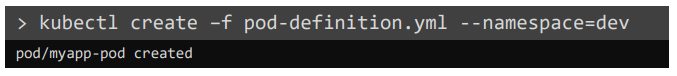 > kubectl create –f pod-definition.yml --namespace=dev
pod/myapp-pod created